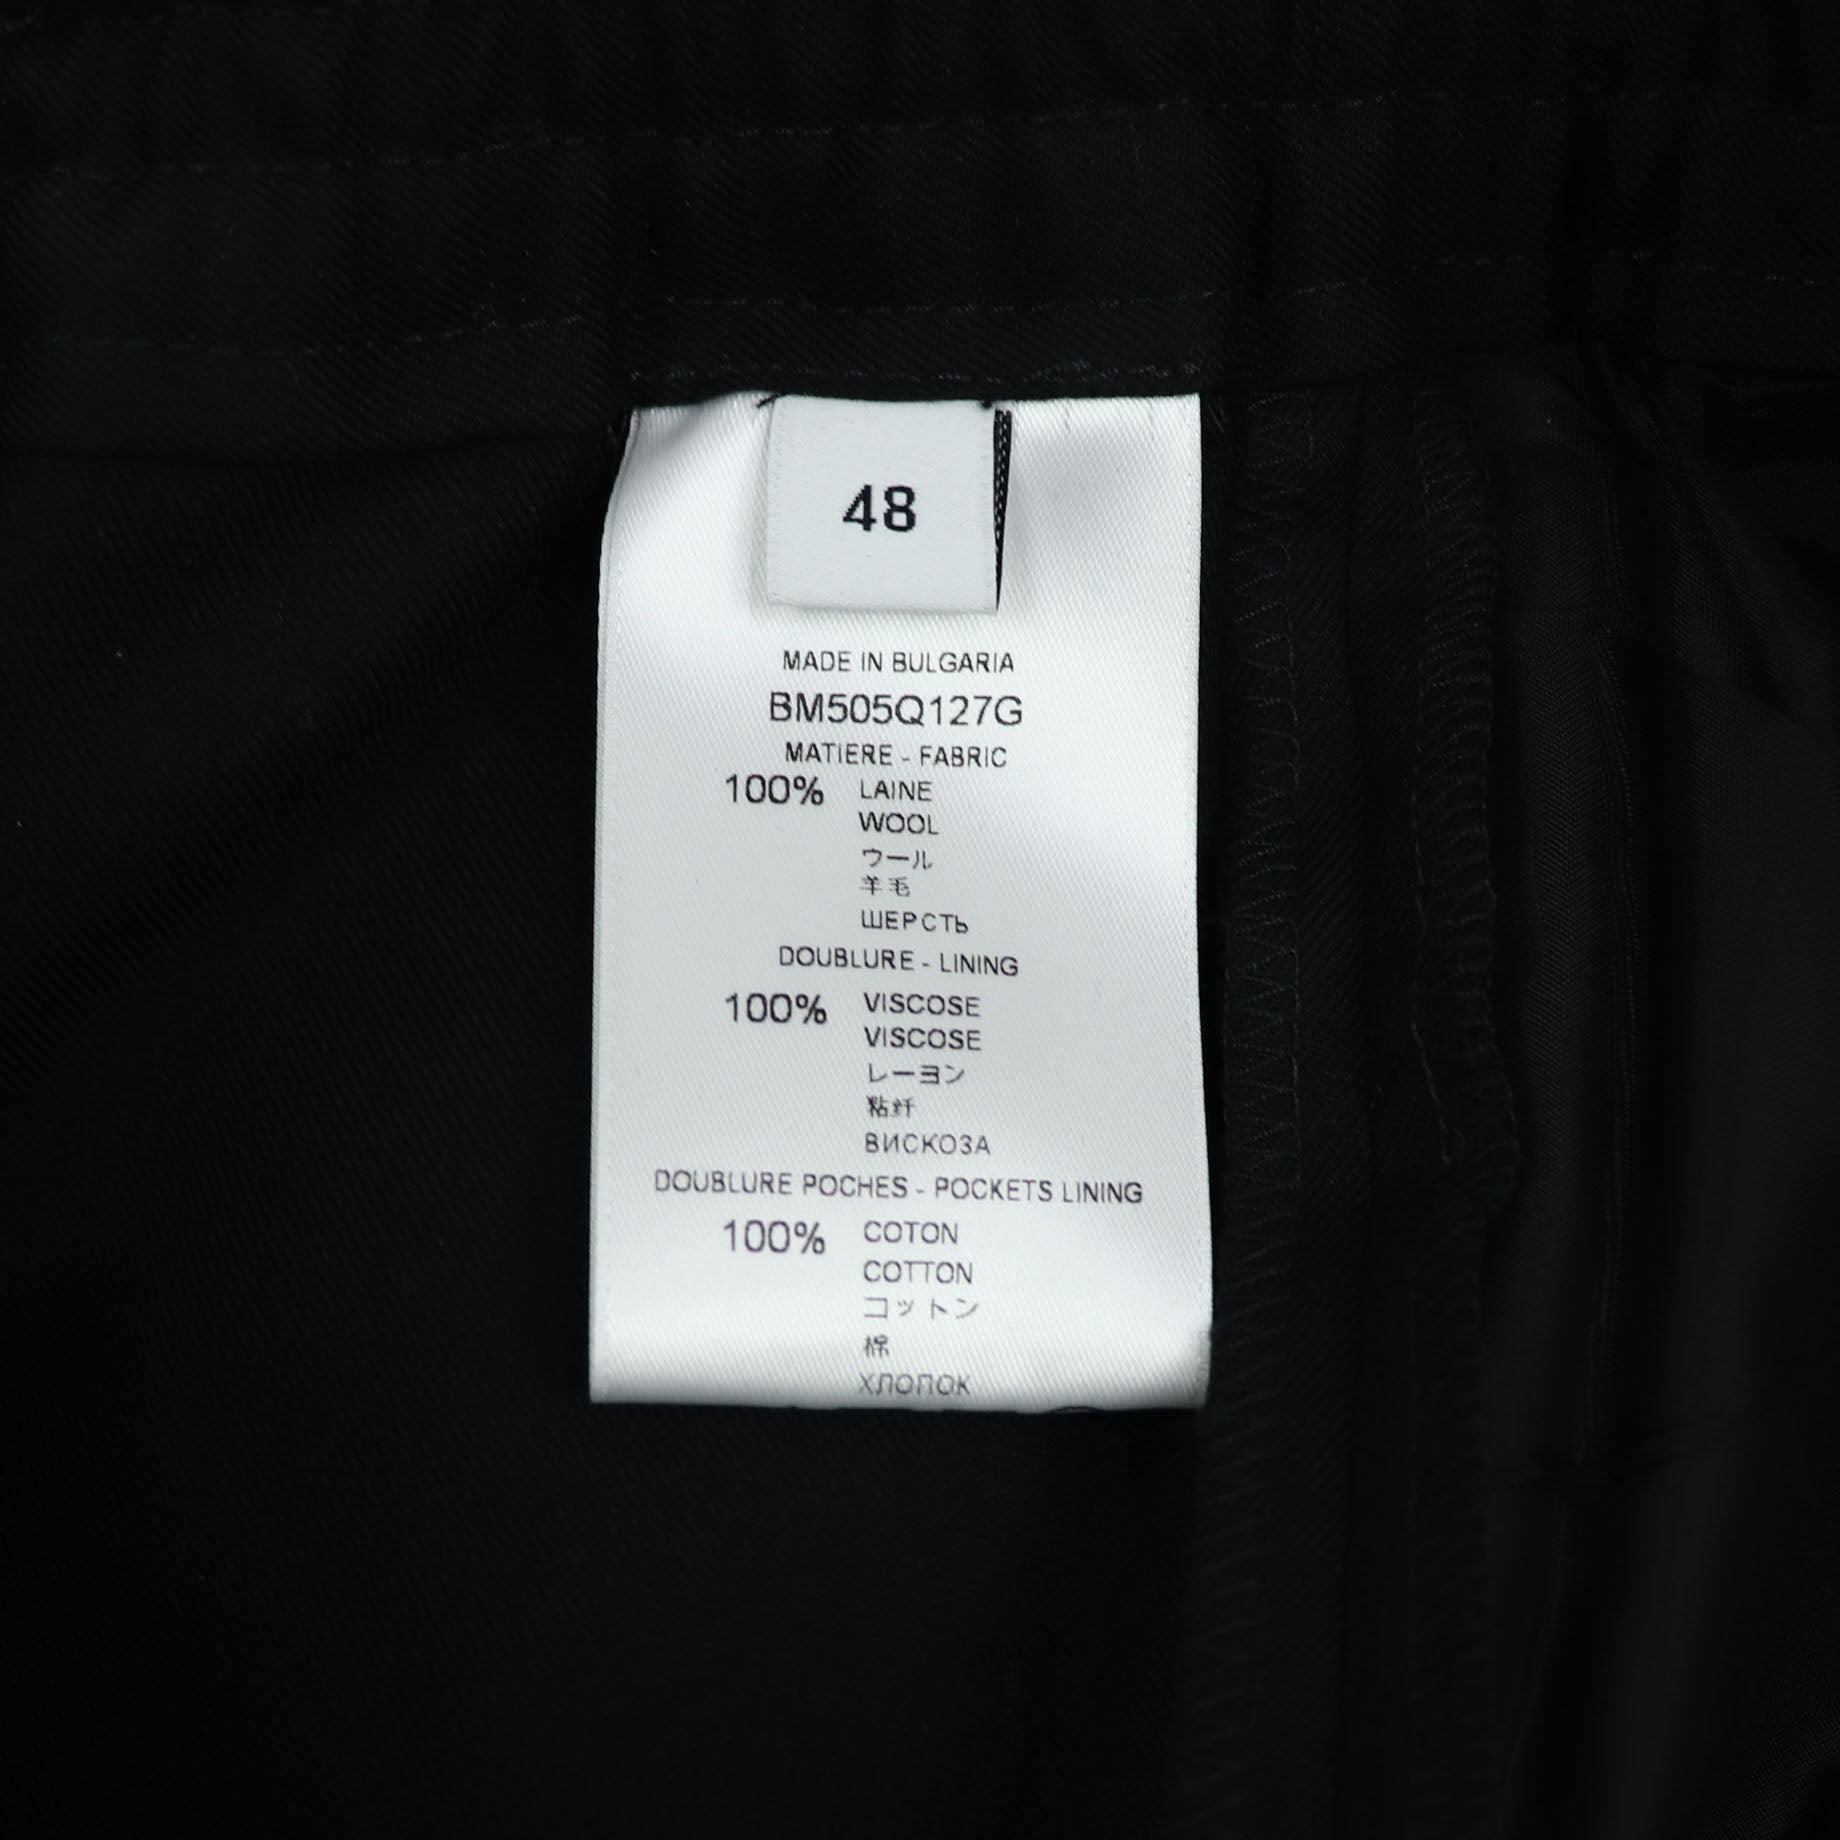 48
MADE IN BULGARIA
BM505Q127G
MATIERE - FABRIC
100% LAINE
WOOL
ウール
羊毛
ШЕРСТЬ
DOUBLURE - LINING
100% VISCOSE
VISCOSE
レーヨン
粘纤
ВИСКОЗА
DOUBLURE POCHES - POCKETS LINING
100% COTON
COTTON
コットン
棉
ХЛОПОК